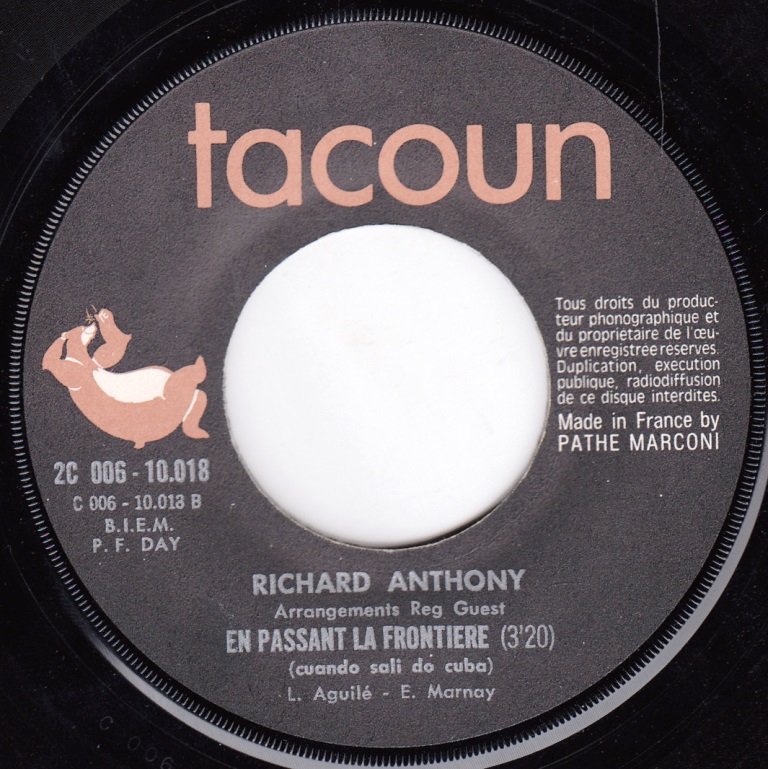 tacoun
Tous droits du produc-
teur phonographique et
du proprietaire de l'œu-
vre enregistree reserves.
Duplication, execution
publique, radiodiffusion
de ce disque interdites.
Made in France by
PATHE MARCONI
2C 006 - 10.018
C 006 - 10.018 B
B.I.E.M.
P. F. DAY
RICHARD ANTHONY
Arrangements Reg Guest
EN PASSANT LA FRONTIERE (3'20)
(cuando sali do cuba)
L. Aguilé - E. Marnay
C 006